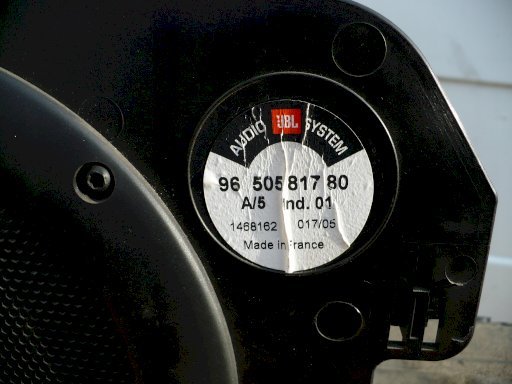 AUDIO JBL SYSTEM
96 505 817 80
A/5 Ind. 01
1468162 017/05
Made in France